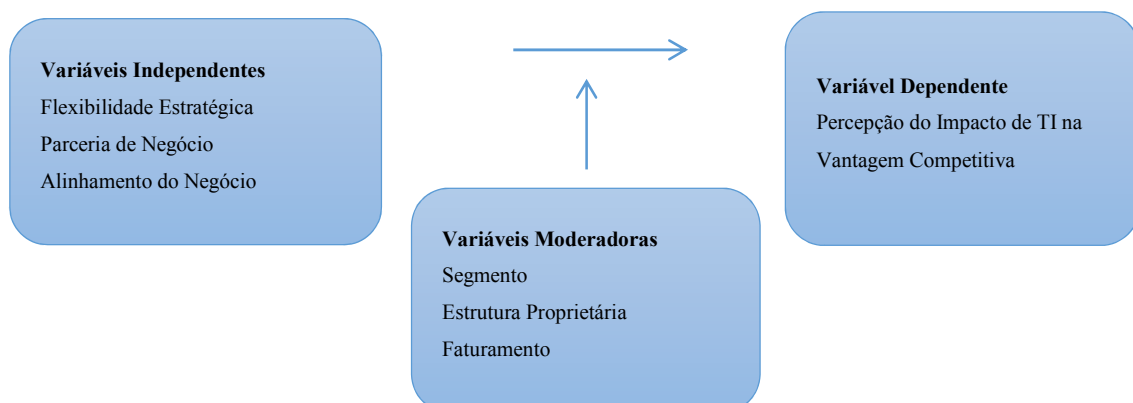 Variáveis Independentes
Flexibilidade Estratégica
Parceria de Negócio
Alinhamento do Negócio
Variáveis Moderadoras
Segmento
Estrutura Proprietária
Faturamento
Variável Dependente
Percepção do Impacto de TI na
Vantagem Competitiva